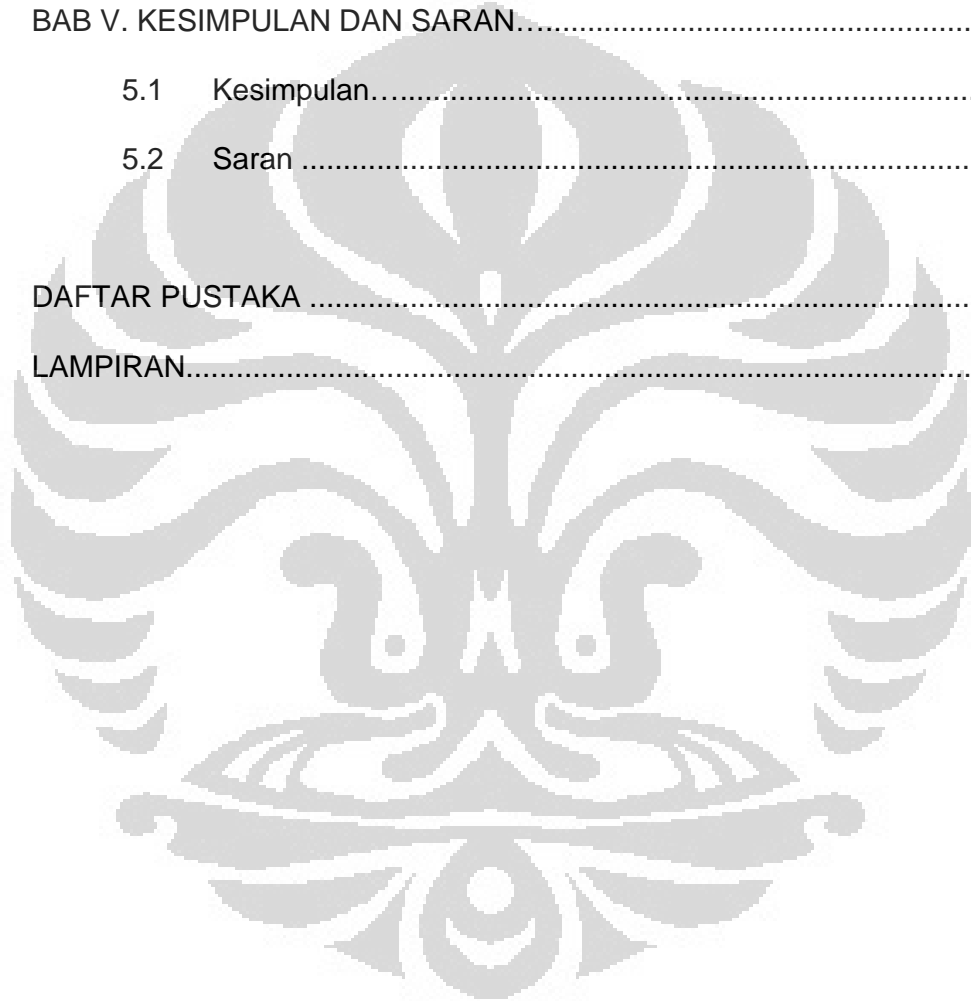 BAB V. KESIMPULAN DAN SARAN........................................................
5.1 Kesimpulan........................................................................
5.2 Saran ................................................................................
DAFTAR PUSTAKA ................................................................................
LAMPIRAN...............................................................................................